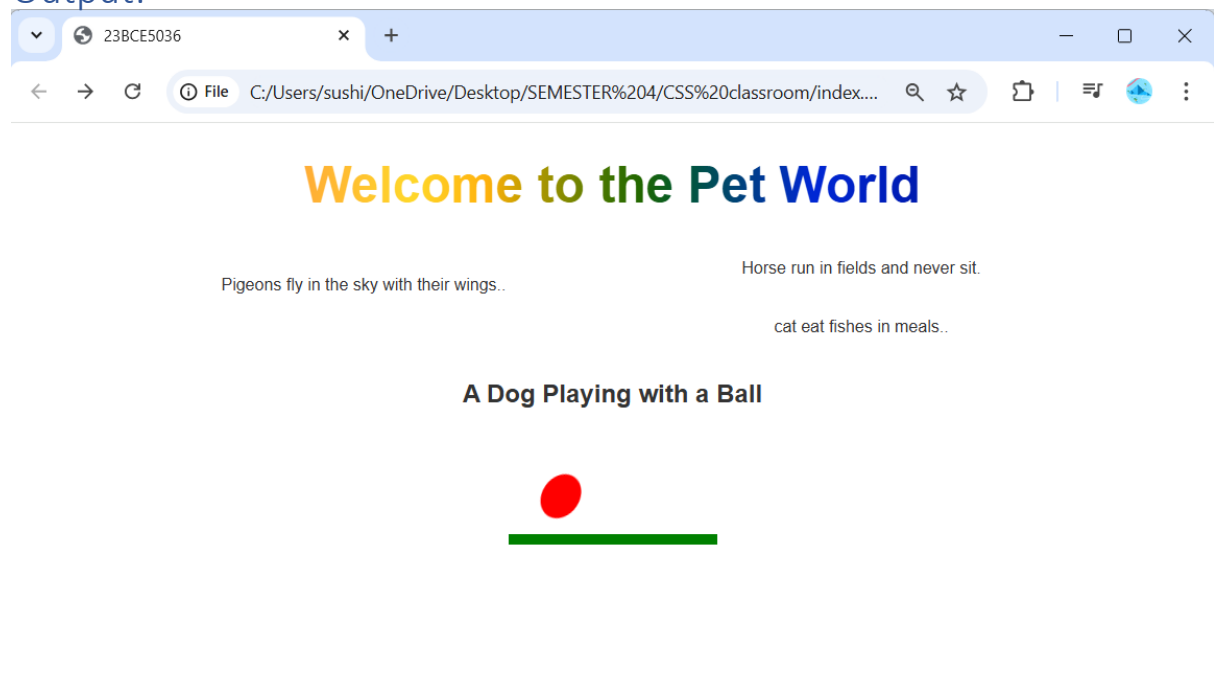 Output:
23BCE5036
File C:/Users/sushi/OneDrive/Desktop/SEMESTER%204/CSS%20classroom/index....
Welcome to the Pet World
Horse run in fields and never sit.
Pigeons fly in the sky with their wings..
cat eat fishes in meals..
A Dog Playing with a Ball